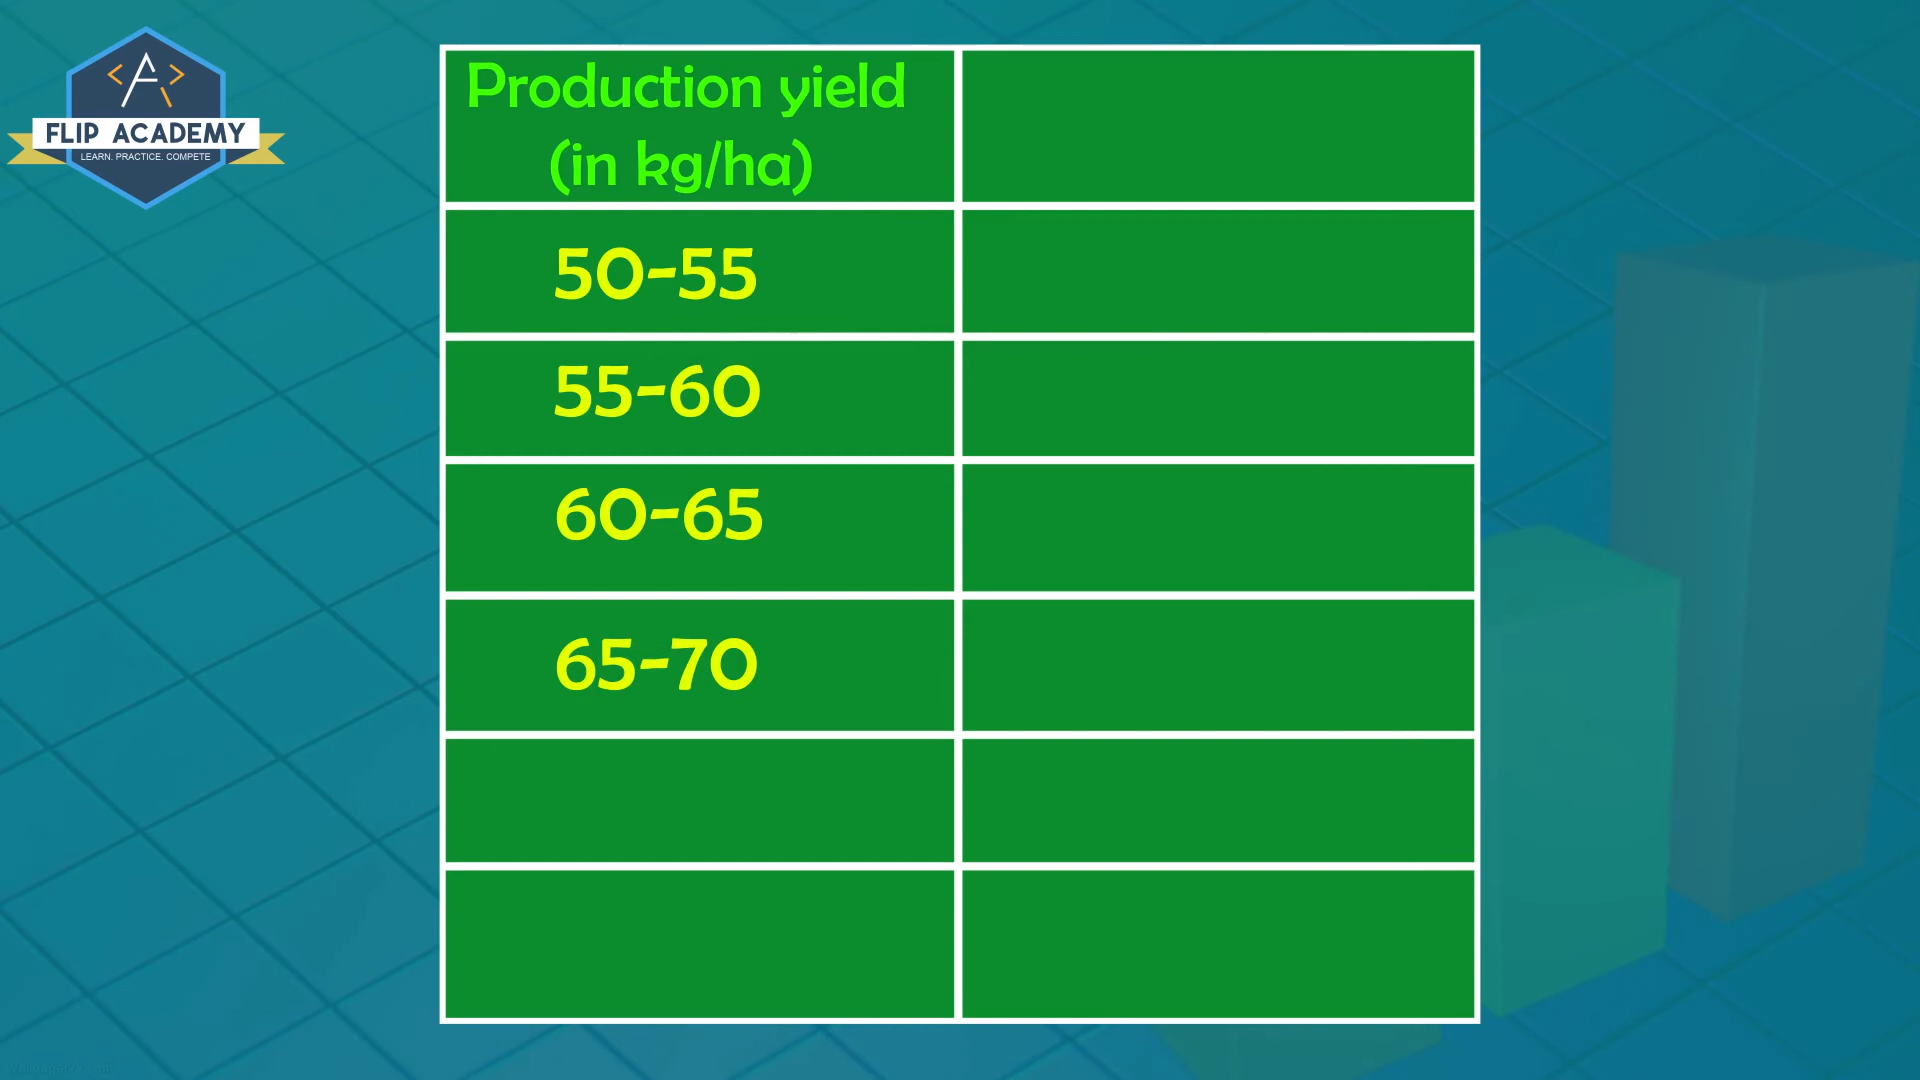 FLIP ACADEMY
LEARN. PRACTICE. COMPETE
Production yield
(in kg/ha)
50-55
55-60
60-65
65-70